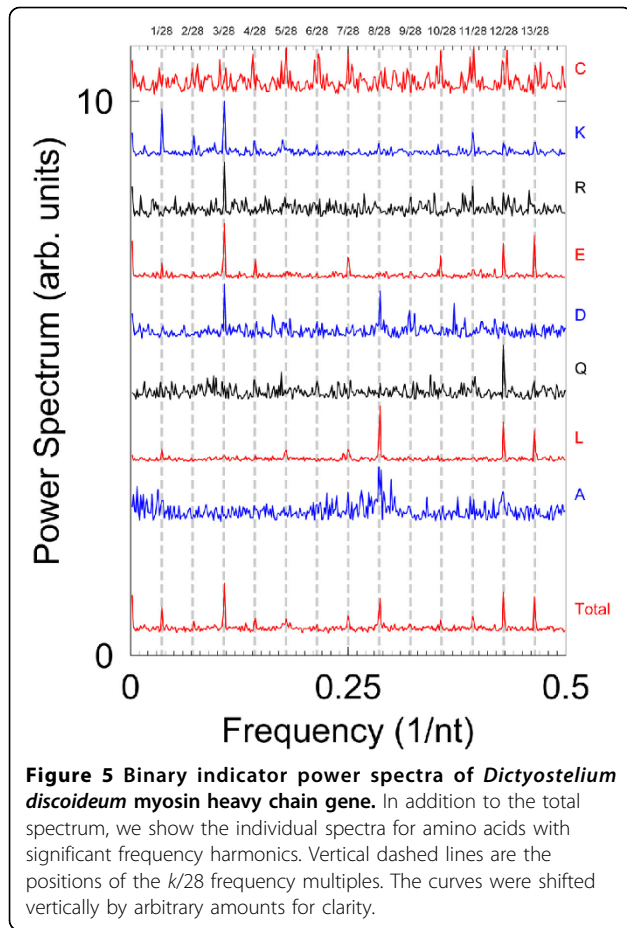 1/28 2/28 3/28 4/28 5/28 6/28 7/28 8/28 9/28 10/28 11/28 12/28 13/28
C
10
K
R
E
D
Q
L
A
Total
0
0 0.25 0.5
Power Spectrum (arb. units)
Frequency (1/nt)
Figure 5 Binary indicator power spectra of Dictyostelium
discoideum myosin heavy chain gene. In addition to the total
spectrum, we show the individual spectra for amino acids with
significant frequency harmonics. Vertical dashed lines are the
positions of the k/28 frequency multiples. The curves were shifted
vertically by arbitrary amounts for clarity.